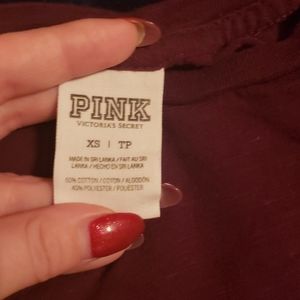 PINK
VICTORIA'S SECRET
XS | TP
MADE IN SRI LANKA / FAIT AU SRI
LANKA / HECHO EN SRI LANKA
60% COTTON / COTON / ALGODÓN
40% POLYESTER / POLIÉSTER